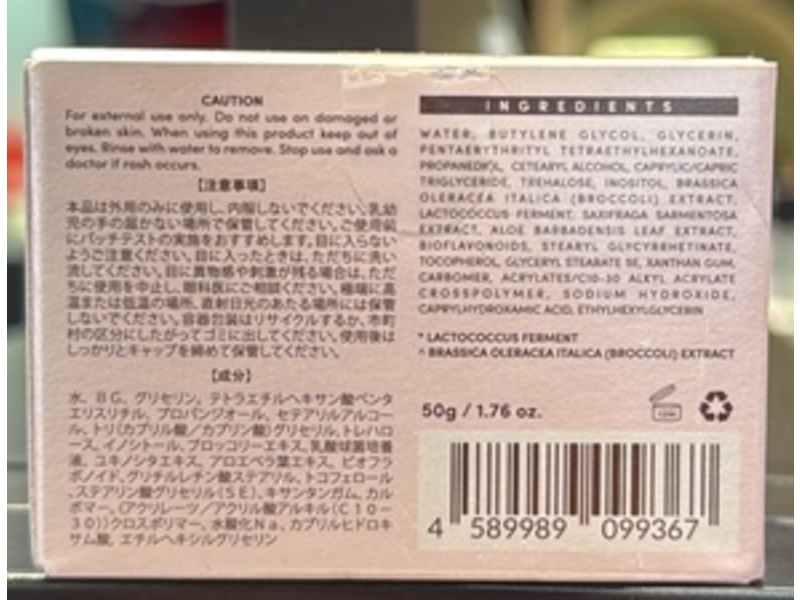 CAUTION
For external use only. Do not use on damaged or
broken skin. When using this product keep out of
eyes. Rinse with water to remove. Stop use and ask a
doctor if rash occurs.
【注意事項】
本品は外用のみに使用し、内服しないでください。乳幼
児の手の届かない場所で保管してください。ご使用前
にパッチテストの実施をおすすめします。目に入らない
ようご注意ください。目に入ったときは、ただちに洗い
流してください。目に異物感や刺激が残る場合は、ただ
ちに使用を中止し、眼科医にご相談ください。極端に高
温または低温の場所、直射日光のあたる場所には保管
しないでください。容器包装はリサイクルするか、市町
村の区分にしたがってゴミに出してください。使用後は
しっかりとキャップを締めて保管してください。
【成分】
水、BG、グリセリン、テトラエチルヘキサン酸ペンタ
エリスリチル、プロパンジオール、セテアリルアルコー
ル、トリ(カプリル酸/カプリン酸)グリセリル、トレハロ
ース、イノシトール、ブロッコリーエキス、乳酸球菌培養
液、ユキノシタエキス、アロエベラ葉エキス、ビオフラ
ボノイド、グリチルレチン酸ステアリル、トコフェロール
、ステアリン酸グリセリル(SE)、キサンタンガム、カル
ボマー、(アクリレーツ/アクリル酸アルキル(C10-
30))クロスポリマー、水酸化Na、カプリルヒドロキ
サム酸、エチルヘキシルグリセリン
INGREDIENTS
WATER, BUTYLENE GLYCOL, GLYCERIN,
PENTAERYTHRITYL TETRAETHYLHEXANOATE,
PROPANEDIOL, CETEARYL ALCOHOL, CAPRYLIC/CAPRIC
TRIGLYCERIDE, TREHALOSE, INOSITOL, BRASSICA
OLERACEA ITALICA (BROCCOLI) EXTRACT,
LACTOCOCCUS FERMENT, SAXIFRAGA SARMENTOSA
EXTRACT, ALOE BARBADENSIS LEAF EXTRACT,
BIOFLAVONOIDS, STEARYL GLYCYRRHETINATE,
TOCOPHEROL, GLYCERYL STEARATE SE, XANTHAN GUM,
CARBOMER, ACRYLATES/C10-30 ALKYL ACRYLATE
CROSSPOLYMER, SODIUM HYDROXIDE,
CAPRYLHYDROXAMIC ACID, ETHYLHEXYLGLYCERIN
* LACTOCOCCUS FERMENT
^ BRASSICA OLERACEA ITALICA (BROCCOLI) EXTRACT
50g / 1.76 oz.
4 589989 099367